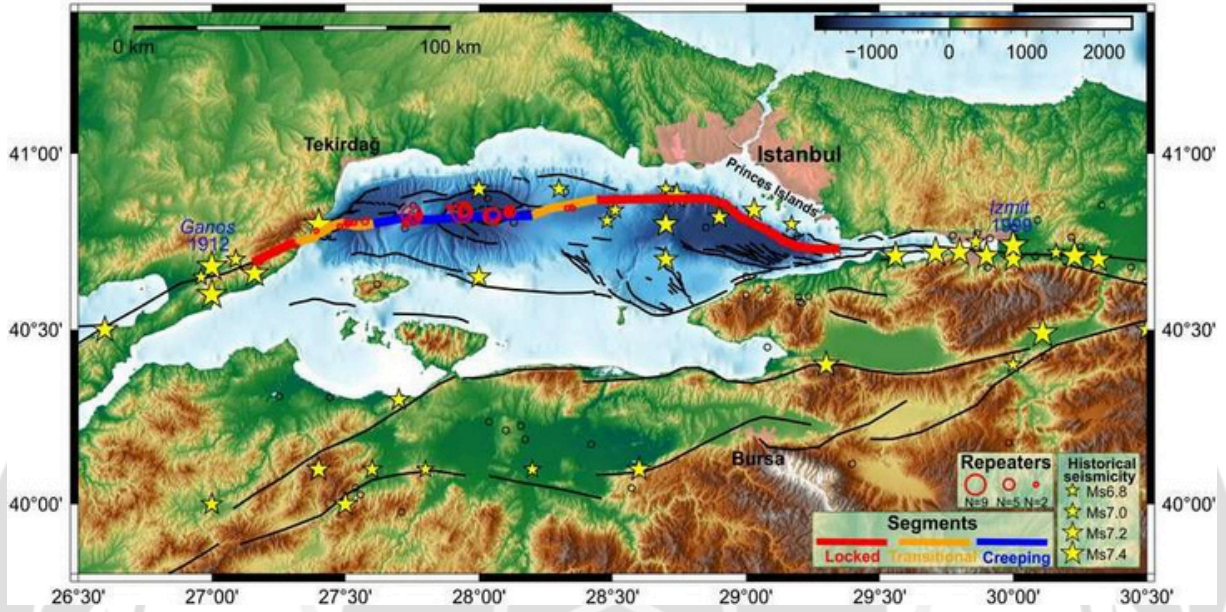 0 km
100 km
−1000
0
1000
2000
41°00'
41°00'
Tekirdağ
Istanbul
Princes Islands
Ganos
1912
Izmit
1999
40°30'
40°30'
Bursa
40°00'
40°00'
Repeaters
N=9 N=5 N=2
Historical
seismicity
Ms6.8
Ms7.0
Ms7.2
Ms7.4
Segments
Locked Transitional Creeping
26°30' 27°00' 27°30' 28°00' 28°30' 29°00' 29°30' 30°00' 30°30'